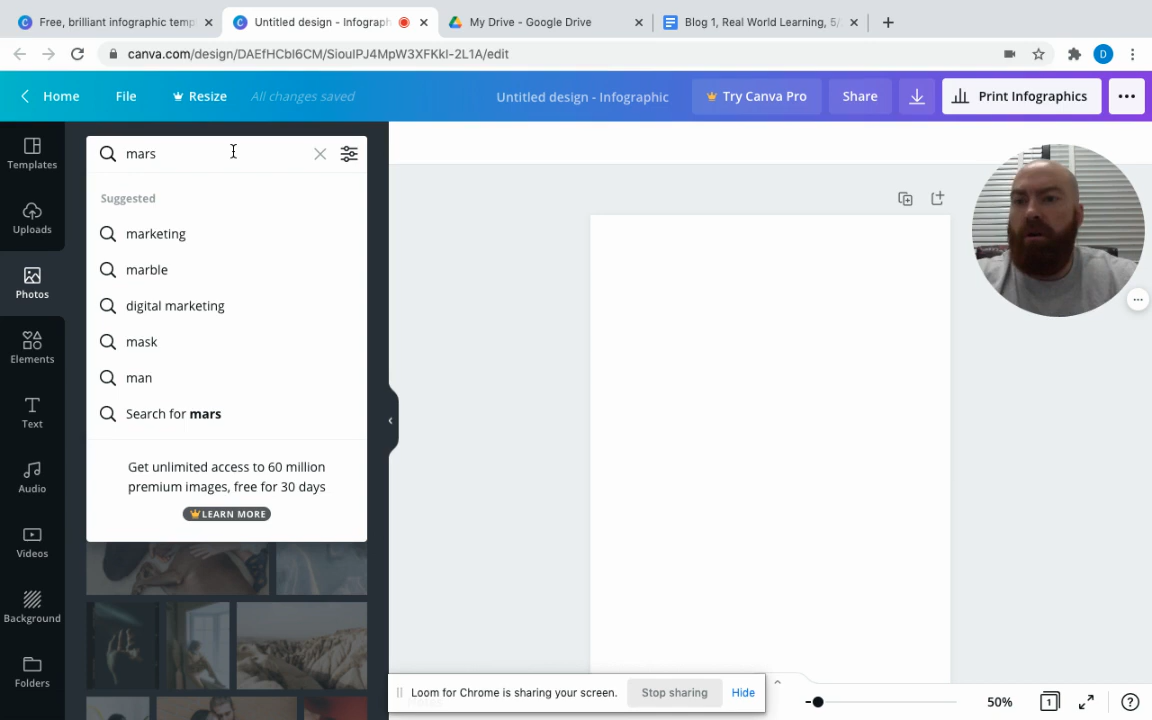 Free, brilliant infographic temp
Untitled design - Infograph
My Drive - Google Drive
Blog 1, Real World Learning, 5/
canva.com/design/DAEfHCbI6CM/SiouIPJ4MpW3XFKkI-2L1A/edit
D
Home
File
Resize
All changes saved
Untitled design - Infographic
Try Canva Pro
Share
Print Infographics
Templates
Uploads
Photos
Elements
Text
Audio
Videos
Background
Folders
mars
Suggested
marketing
marble
digital marketing
mask
man
Search for mars
Get unlimited access to 60 million
premium images, free for 30 days
LEARN MORE
Loom for Chrome is sharing your screen.
Stop sharing
Hide
50%
1